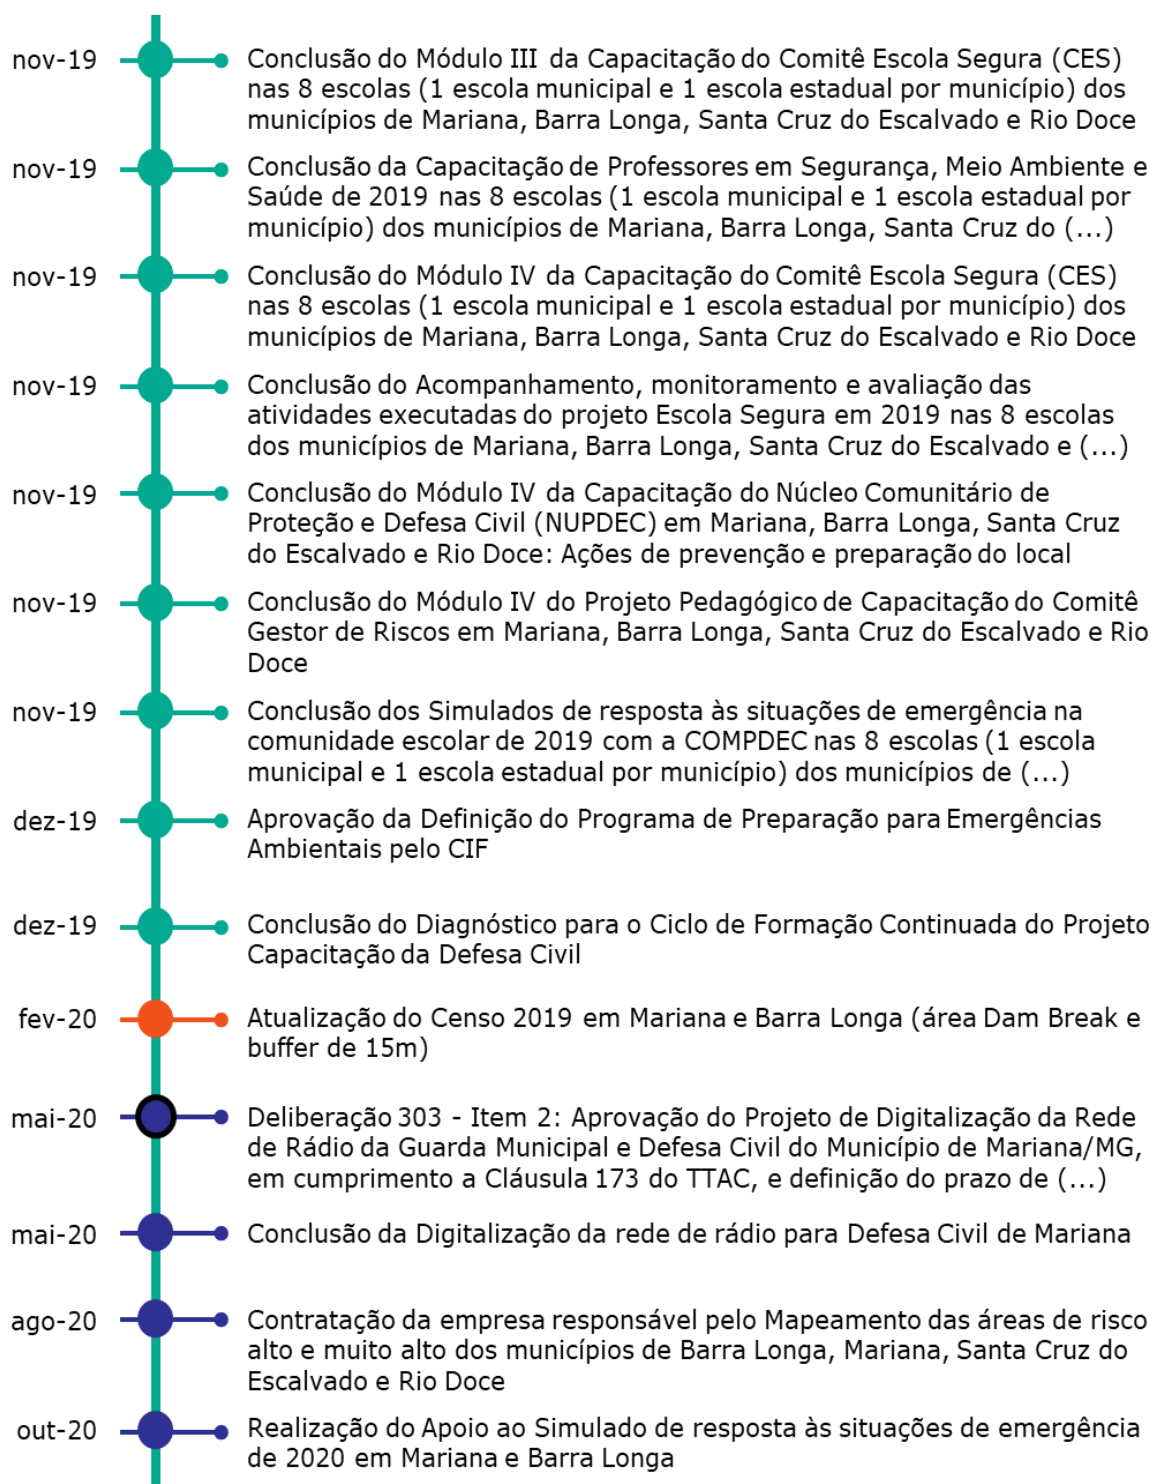 nov-19 Conclusão do Módulo III da Capacitação do Comitê Escola Segura (CES)
nas 8 escolas (1 escola municipal e 1 escola estadual por município) dos
municípios de Mariana, Barra Longa, Santa Cruz do Escalvado e Rio Doce
nov-19 Conclusão da Capacitação de Professores em Segurança, Meio Ambiente e
Saúde de 2019 nas 8 escolas (1 escola municipal e 1 escola estadual por
município) dos municípios de Mariana, Barra Longa, Santa Cruz do (...)
nov-19 Conclusão do Módulo IV da Capacitação do Comitê Escola Segura (CES)
nas 8 escolas (1 escola municipal e 1 escola estadual por município) dos
municípios de Mariana, Barra Longa, Santa Cruz do Escalvado e Rio Doce
nov-19 Conclusão do Acompanhamento, monitoramento e avaliação das
atividades executadas do projeto Escola Segura em 2019 nas 8 escolas
dos municípios de Mariana, Barra Longa, Santa Cruz do Escalvado e (...)
nov-19 Conclusão do Módulo IV da Capacitação do Núcleo Comunitário de
Proteção e Defesa Civil (NUPDEC) em Mariana, Barra Longa, Santa Cruz
do Escalvado e Rio Doce: Ações de prevenção e preparação do local
nov-19 Conclusão do Módulo IV do Projeto Pedagógico de Capacitação do Comitê
Gestor de Riscos em Mariana, Barra Longa, Santa Cruz do Escalvado e Rio
Doce
nov-19 Conclusão dos Simulados de resposta às situações de emergência na
comunidade escolar de 2019 com a COMPDEC nas 8 escolas (1 escola
municipal e 1 escola estadual por município) dos municípios de (...)
dez-19 Aprovação da Definição do Programa de Preparação para Emergências
Ambientais pelo CIF
dez-19 Conclusão do Diagnóstico para o Ciclo de Formação Continuada do Projeto
Capacitação da Defesa Civil
fev-20 Atualização do Censo 2019 em Mariana e Barra Longa (área Dam Break e
buffer de 15m)
mai-20 Deliberação 303 - Item 2: Aprovação do Projeto de Digitalização da Rede
de Rádio da Guarda Municipal e Defesa Civil do Município de Mariana/MG,
em cumprimento a Cláusula 173 do TTAC, e definição do prazo de (...)
mai-20 Conclusão da Digitalização da rede de rádio para Defesa Civil de Mariana
ago-20 Contratação da empresa responsável pelo Mapeamento das áreas de risco
alto e muito alto dos municípios de Barra Longa, Mariana, Santa Cruz do
Escalvado e Rio Doce
out-20 Realização do Apoio ao Simulado de resposta às situações de emergência
de 2020 em Mariana e Barra Longa